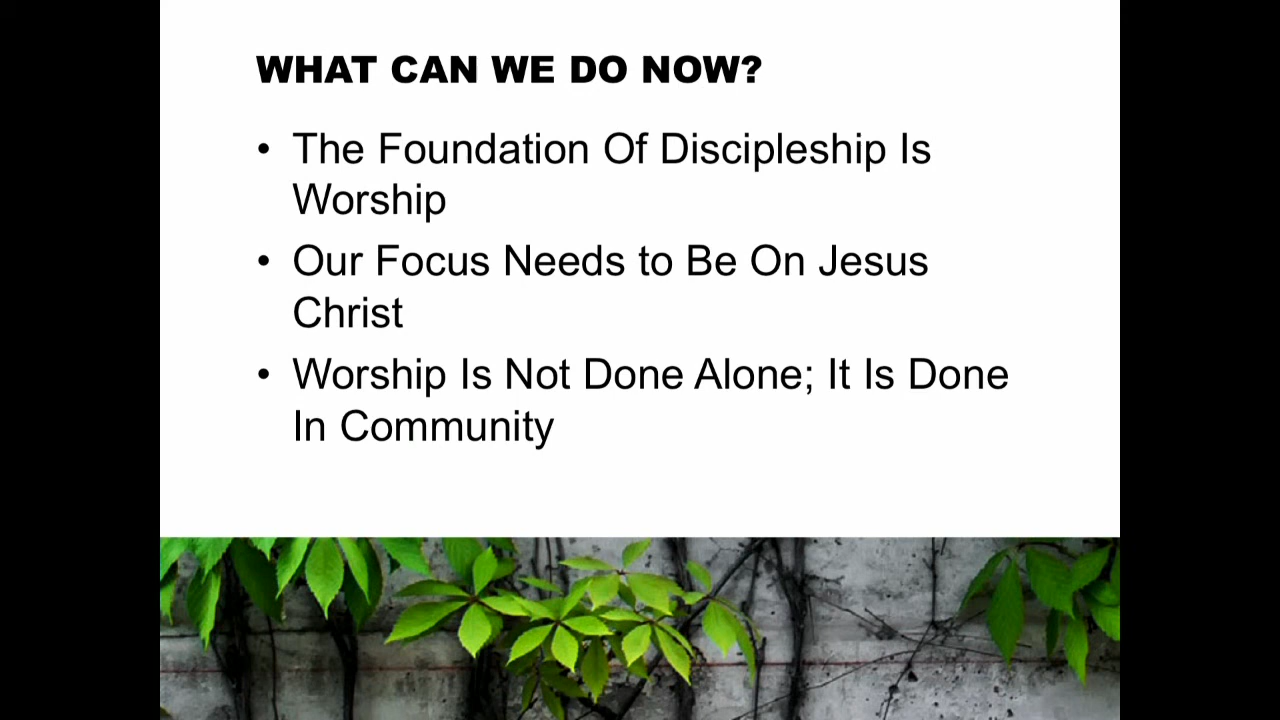 WHAT CAN WE DO NOW?
• The Foundation Of Discipleship Is
Worship
• Our Focus Needs to Be On Jesus
Christ
• Worship Is Not Done Alone; It Is Done
In Community